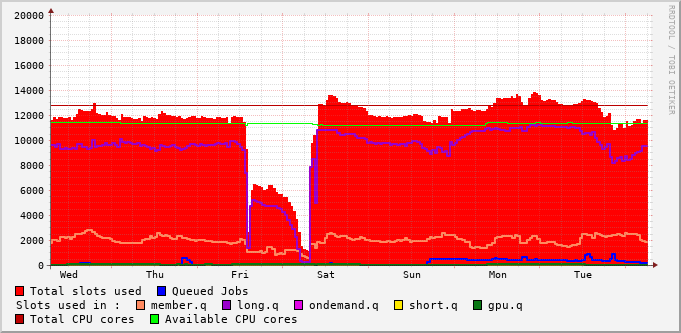 20000
18000
16000
14000
12000
10000
8000
6000
4000
2000
0
Wed Thu Fri Sat Sun Mon Tue
RRDTOOL / TOBI OETIKER
Total slots used Queued Jobs
Slots used in : member.q long.q ondemand.q short.q gpu.q
Total CPU cores Available CPU cores